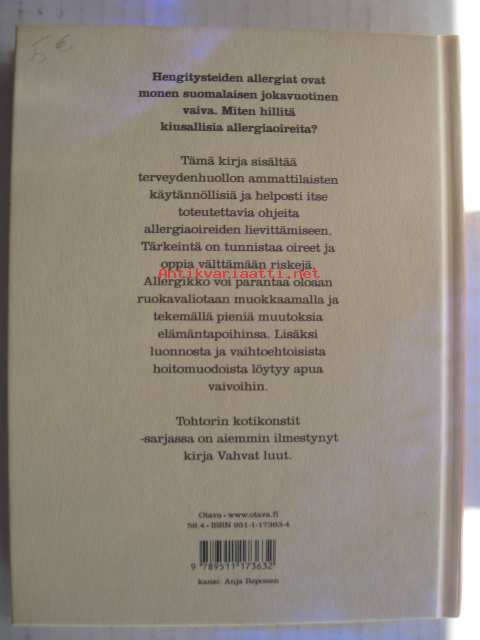 5 €
Hengitysteiden allergiat ovat
monen suomalaisen jokavuotinen
vaiva. Miten hillitä
kiusallisia allergiaoireita?
Tämä kirja sisältää
terveydenhuollon ammattilaisten
käytännöllisiä ja helposti itse
toteutettavia ohjeita
allergiaoireiden lievittämiseen.
Tärkeintä on tunnistaa oireet ja
oppia välttämään riskejä.
Antikvariaatti.net
Allergikko voi parantaa oloaan
ruokavaliotaan muokkaamalla ja
tekemällä pieniä muutoksia
elämäntapoihinsa. Lisäksi
luonnosta ja vaihtoehtoisista
hoitomuodoista löytyy apua
vaivoihin.
Tohtorin kotikonstit
-sarjassa on aiemmin ilmestynyt
kirja Vahvat luut.
Otava • www.otava.fi
59.4 • ISBN 951-1-17363-4
9 789511 173632
kansi: Anja Reponen